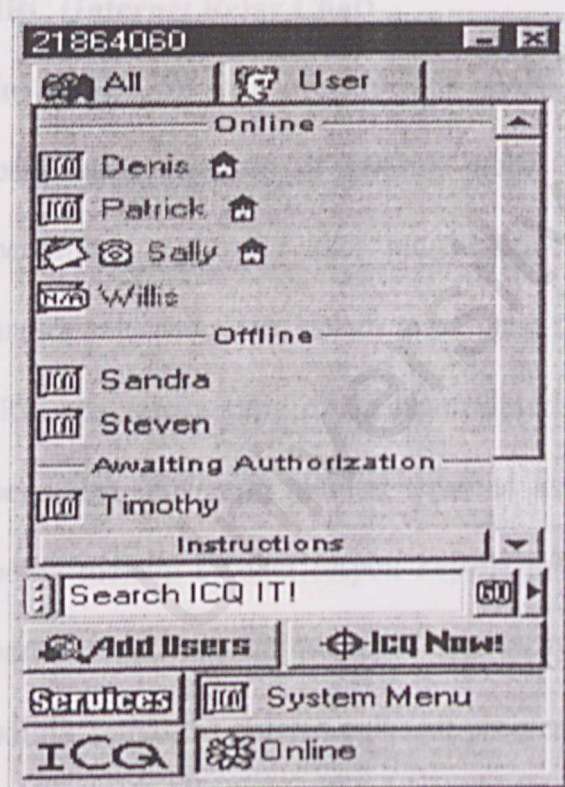 21864060
All User
Online
Denis
Patrick
Sally
N/A Willis
Offline
Sandra
Steven
Awaiting Authorization
Timothy
Instructions
Search ICQ IT! GO
Add Users Icq Now!
Services System Menu
ICQ Online